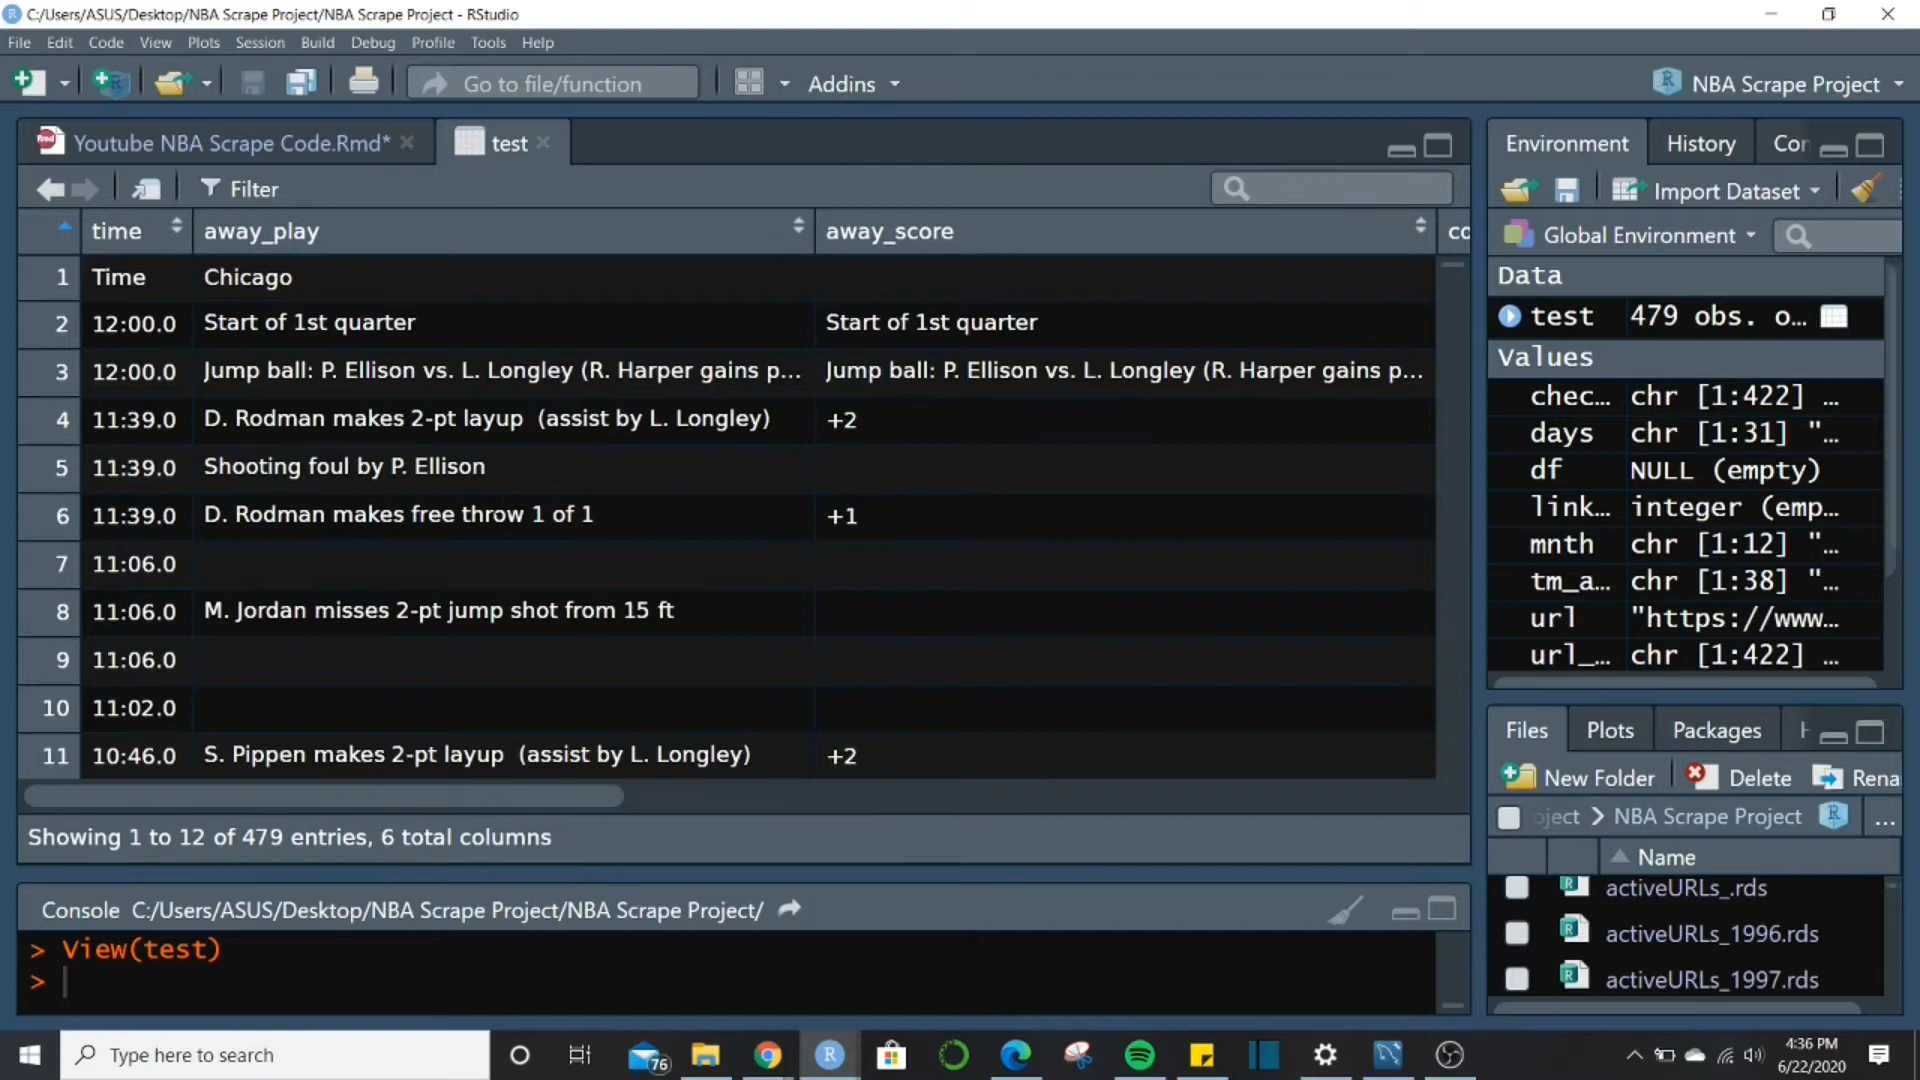 C:/Users/ASUS/Desktop/NBA Scrape Project/NBA Scrape Project - RStudio
File Edit Code View Plots Session Build Debug Profile Tools Help
Go to file/function Addins NBA Scrape Project
Youtube NBA Scrape Code.Rmd* test
Filter
time away_play away_score co
1 Time Chicago
2 12:00.0 Start of 1st quarter Start of 1st quarter
3 12:00.0 Jump ball: P. Ellison vs. L. Longley (R. Harper gains p... Jump ball: P. Ellison vs. L. Longley (R. Harper gains p...
4 11:39.0 D. Rodman makes 2-pt layup (assist by L. Longley) +2
5 11:39.0 Shooting foul by P. Ellison
6 11:39.0 D. Rodman makes free throw 1 of 1 +1
7 11:06.0
8 11:06.0 M. Jordan misses 2-pt jump shot from 15 ft
9 11:06.0
10 11:02.0
11 10:46.0 S. Pippen makes 2-pt layup (assist by L. Longley) +2
Showing 1 to 12 of 479 entries, 6 total columns
Console C:/Users/ASUS/Desktop/NBA Scrape Project/NBA Scrape Project/
> View(test)
>
Environment History Cor
Import Dataset
Global Environment
Data
test 479 obs. o...
Values
chec... chr [1:422] ...
days chr [1:31] "...
df NULL (empty)
link... integer (emp...
mnth chr [1:12] "...
tm_a... chr [1:38] "...
url "https://www...
url_... chr [1:422] ...
Files Plots Packages
New Folder Delete Rena
oject > NBA Scrape Project ...
Name
activeURLs_.rds
activeURLs_1996.rds
activeURLs_1997.rds
Type here to search 76
4:36 PM
6/22/2020